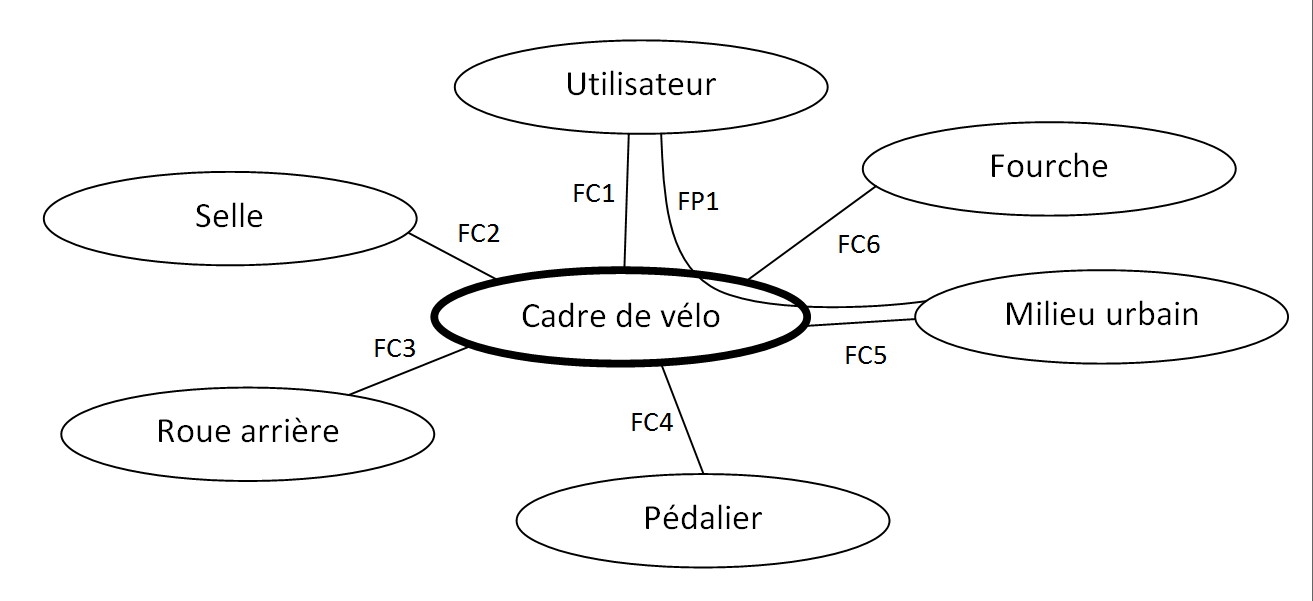 Utilisateur
Fourche
FC1
FP1
Selle
FC2
FC6
Cadre de vélo
Milieu urbain
FC3
FC5
Roue arrière
FC4
Pédalier